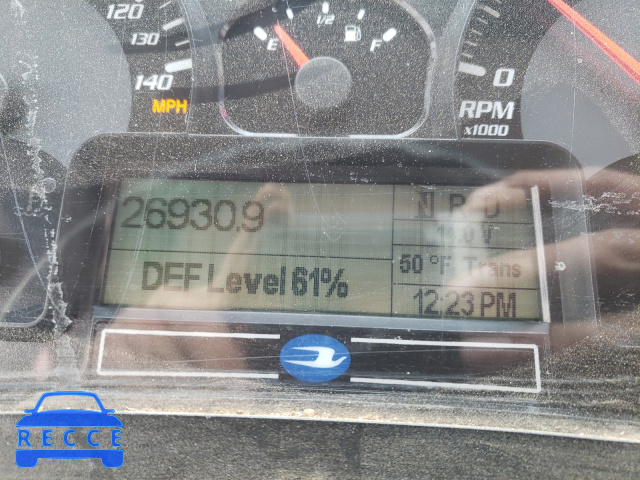 120
130
140
MPH
E
1/2
F
0
RPM
x1000
26930.9
N R D
DEF Level 61%
50 °F Trans
12:23 PM
RECCE